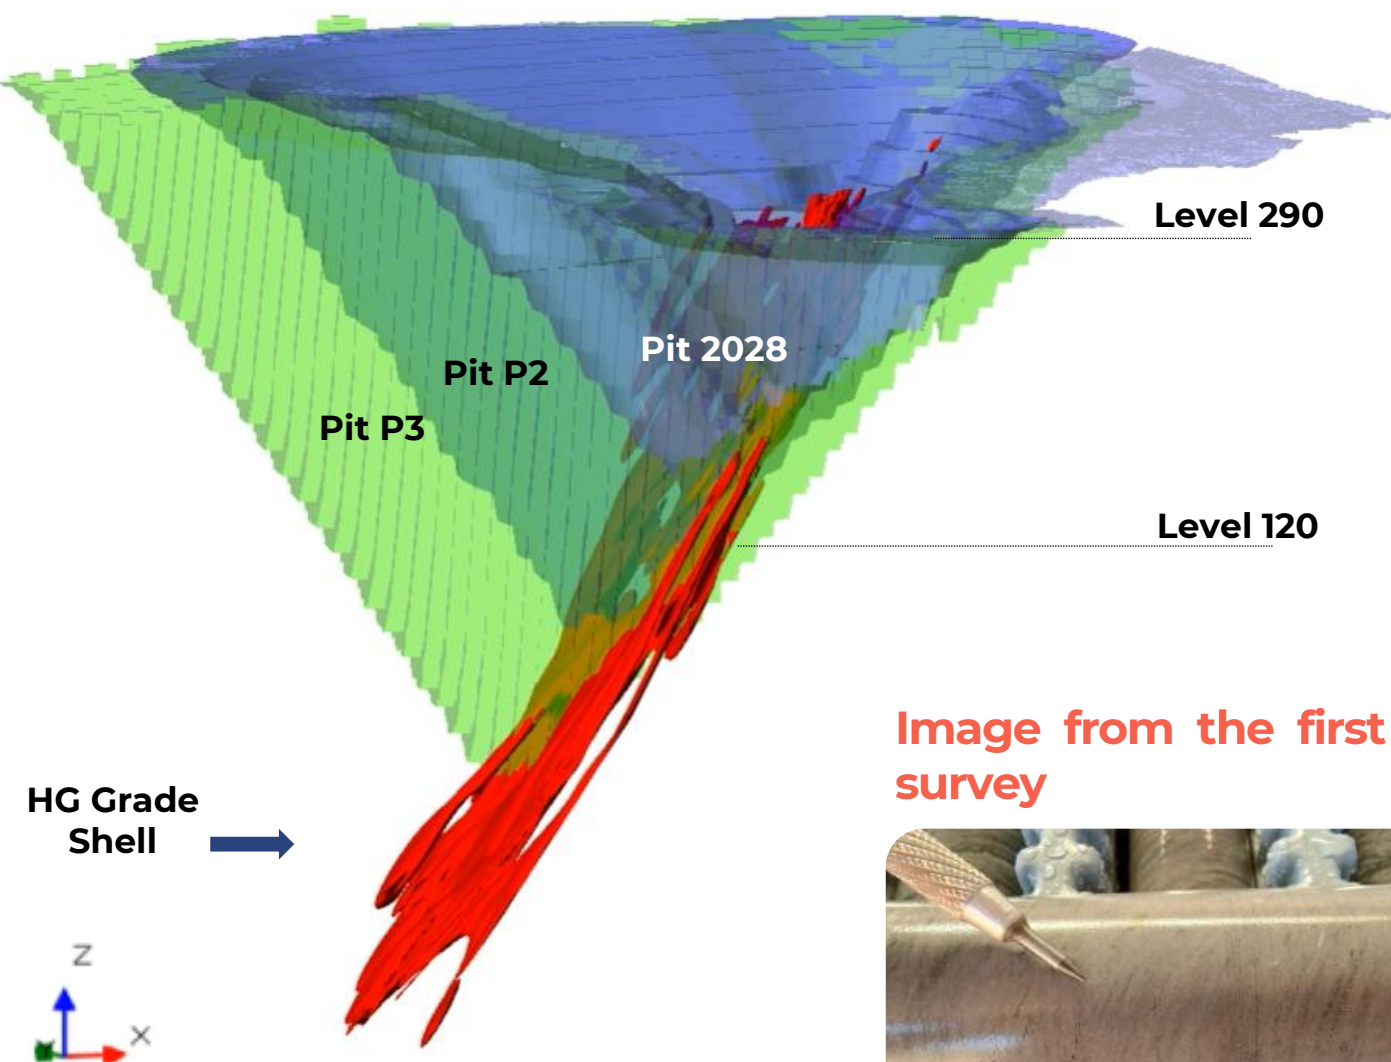 Level 290
Pit 2028
Pit P2
Pit P3
Level 120
Image from the first
survey
HG Grade
Shell
Z
X